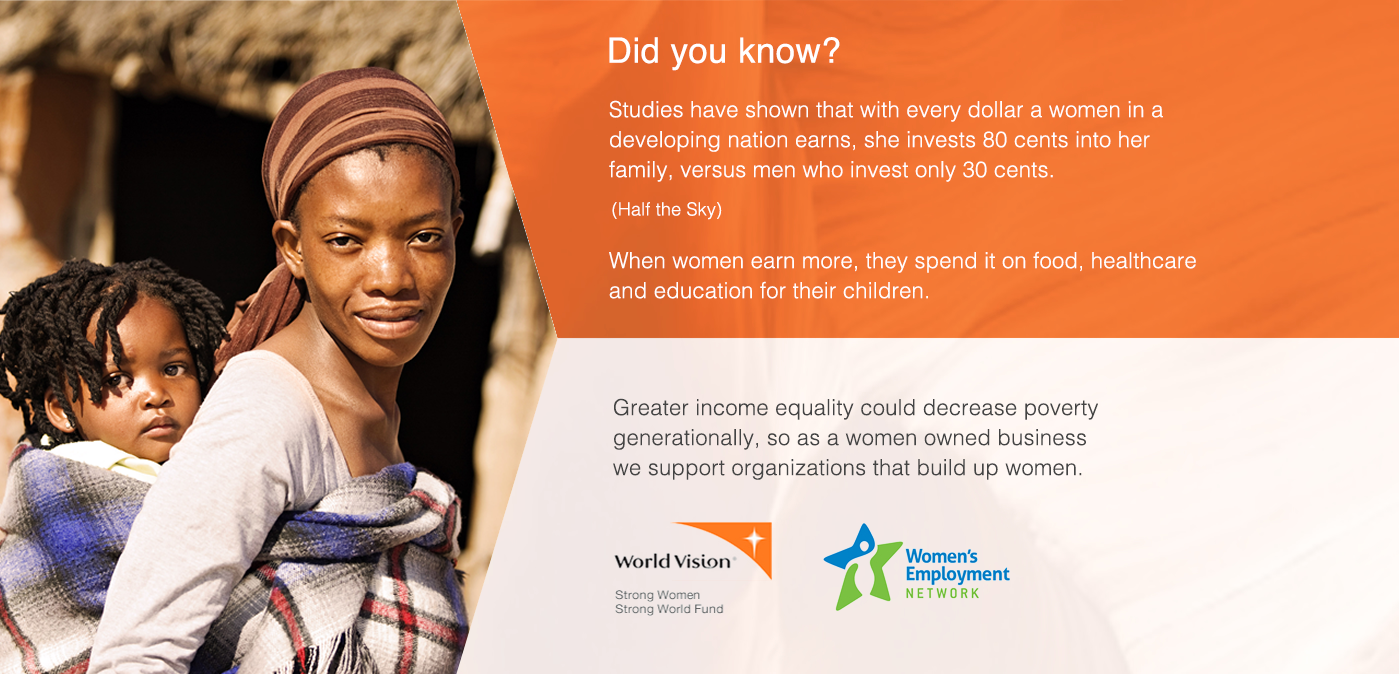 Did you know?
Studies have shown that with every dollar a women in a
developing nation earns, she invests 80 cents into her
family, versus men who invest only 30 cents.
(Half the Sky)
When women earn more, they spend it on food, healthcare
and education for their children.
Greater income equality could decrease poverty
generationally, so as a women owned business
we support organizations that build up women.
World Vision®
Strong Women
Strong World Fund
Women's
Employment
NETWORK